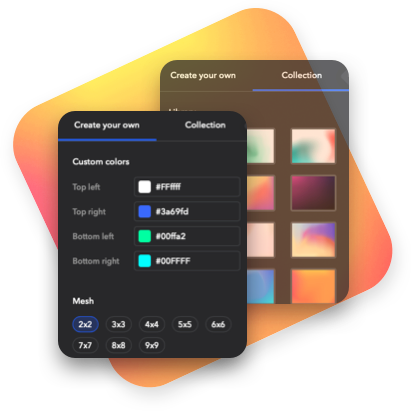 Create your own Collection
Create your own Collection
Custom colors
Top left #FFffff
Top right #3a69fd
Bottom left #00ffa2
Bottom right #00FFFF
Mesh
2x2 3x3 4x4 5x5 6x6
7x7 8x8 9x9